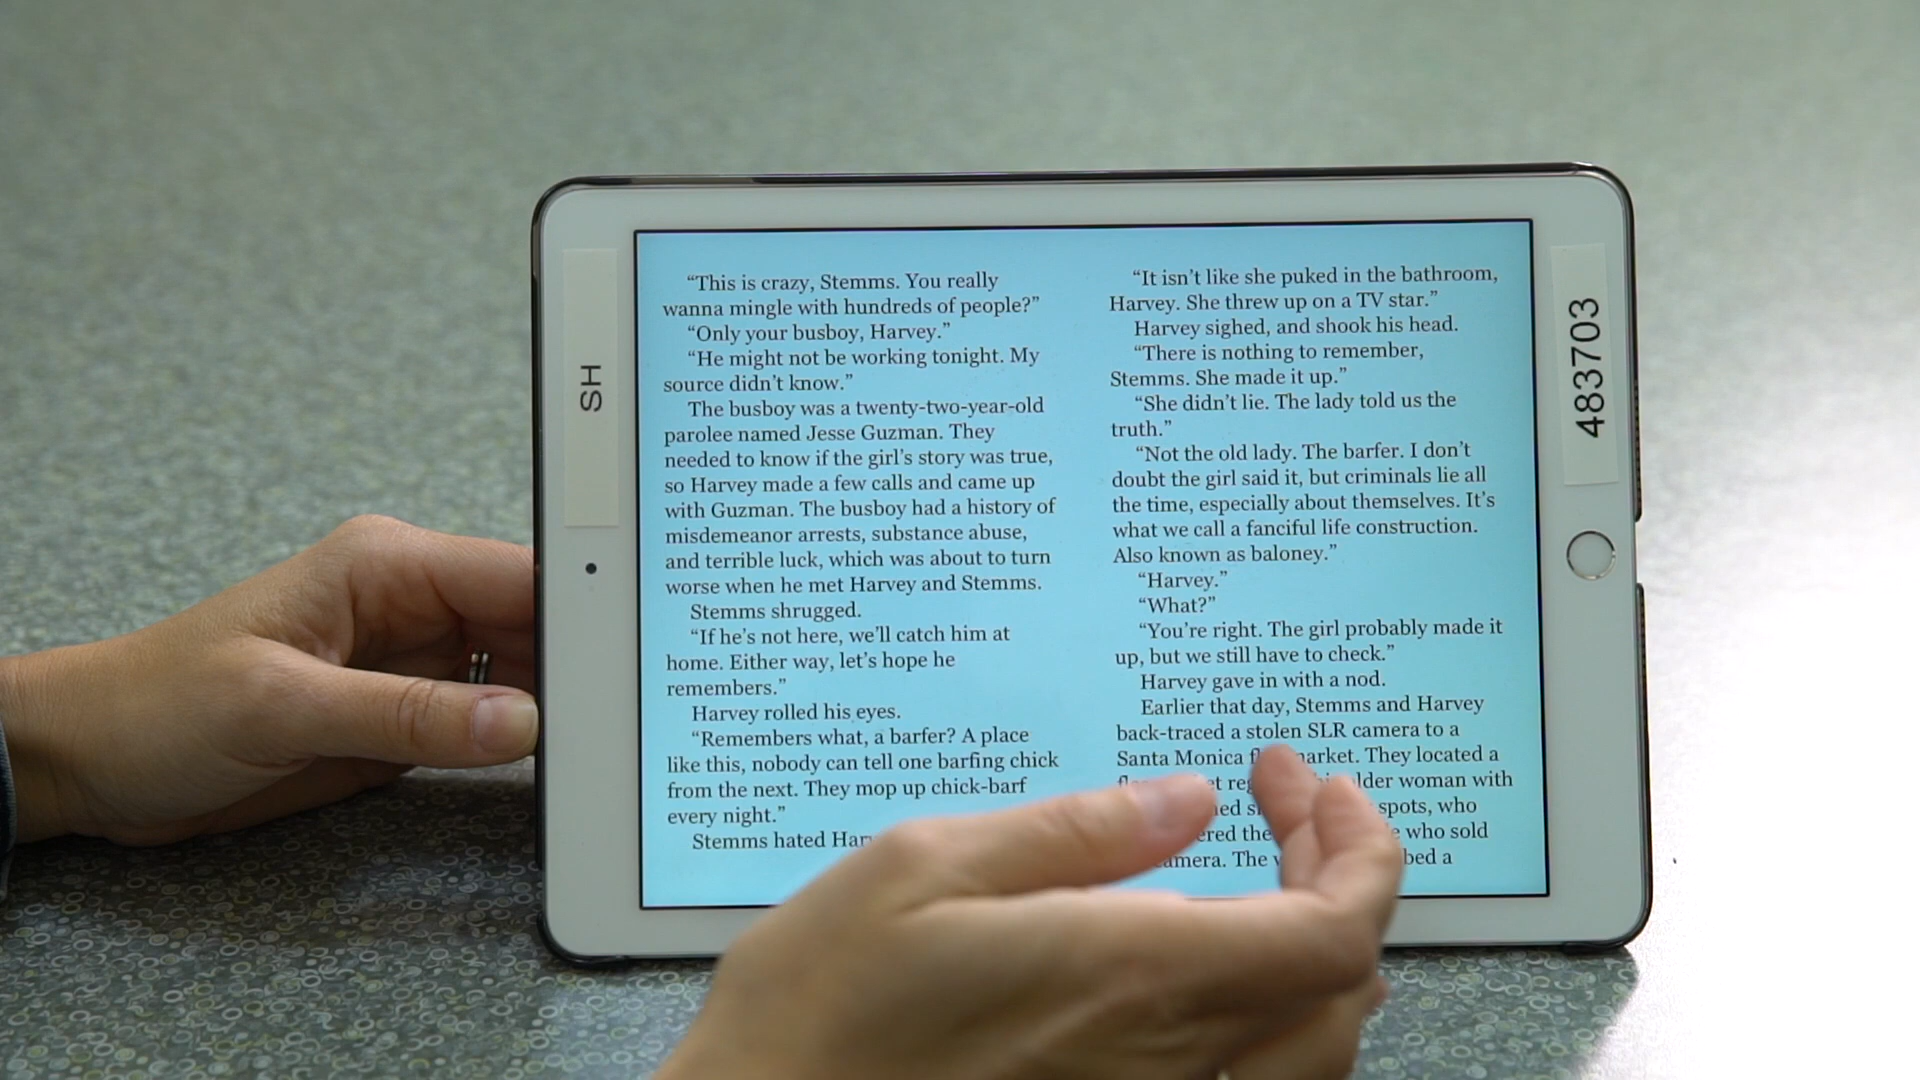 SH
“This is crazy, Stemms. You really
wanna mingle with hundreds of people?”
“Only your busboy, Harvey.”
“He might not be working tonight. My
source didn’t know.”
The busboy was a twenty-two-year-old
parolee named Jesse Guzman. They
needed to know if the girl’s story was true,
so Harvey made a few calls and came up
with Guzman. The busboy had a history of
misdemeanor arrests, substance abuse,
and terrible luck, which was about to turn
worse when he met Harvey and Stemms.
Stemms shrugged.
“If he’s not here, we’ll catch him at
home. Either way, let’s hope he
remembers.”
Harvey rolled his eyes.
“Remembers what, a barfer? A place
like this, nobody can tell one barfing chick
from the next. They mop up chick-barf
every night.”
Stemms hated
“It isn’t like she puked in the bathroom,
Harvey. She threw up on a TV star.”
Harvey sighed, and shook his head.
“There is nothing to remember,
Stemms. She made it up.”
“She didn’t lie. The lady told us the
truth.”
“Not the old lady. The barfer. I don’t
doubt the girl said it, but criminals lie all
the time, especially about themselves. It’s
what we call a fanciful life construction.
Also known as baloney.”
“Harvey.”
“What?”
“You’re right. The girl probably made it
up, but we still have to check.”
Harvey gave in with a nod.
Earlier that day, Stemms and Harvey
back-traced a stolen SLR camera to a
Santa Monica They located a
woman with
spots, who
the who sold
The a
483703